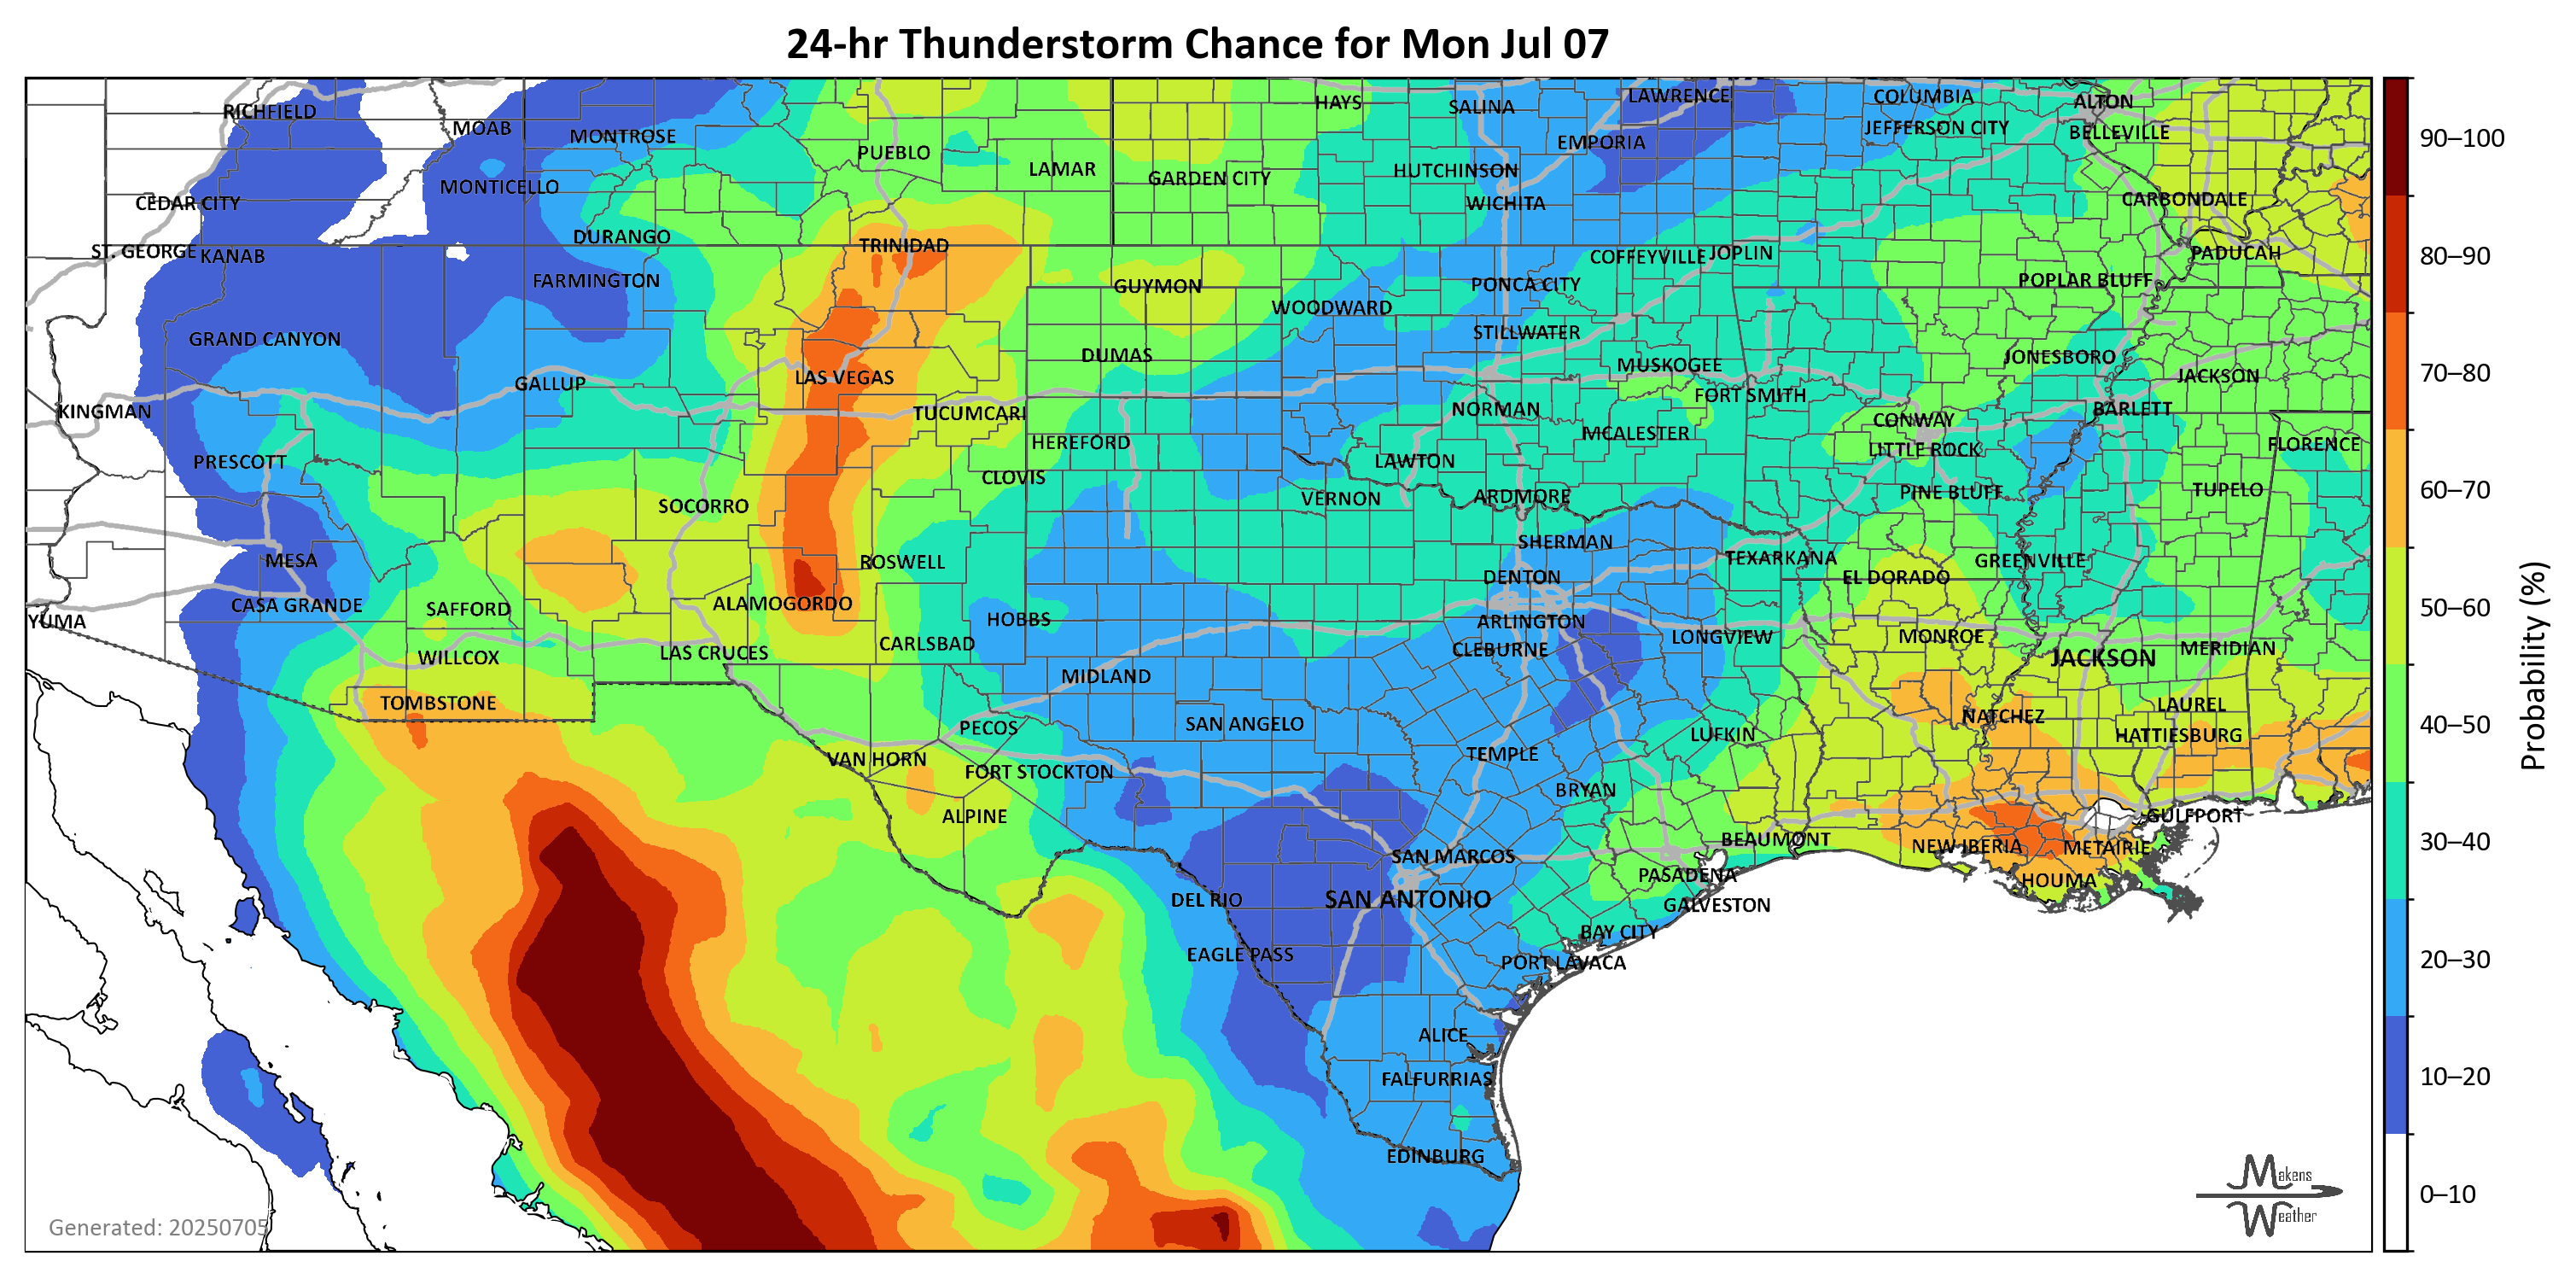 24-hr Thunderstorm Chance for Mon Jul 07
RICHFIELD
MOAB
MONTROSE
PUEBLO
LAMAR
HAYS
SALINA
LAWRENCE
COLUMBIA
ALTON
EMPORIA
JEFFERSON CITY
BELLEVILLE
MONTICELLO
GARDEN CITY
HUTCHINSON
CEDAR CITY
WICHITA
CARBONDALE
DURANGO
TRINIDAD
ST. GEORGE
KANAB
COFFEYVILLE
JOPLIN
PADUCAH
FARMINGTON
GUYMON
PONCA CITY
POPLAR BLUFF
WOODWARD
GRAND CANYON
STILLWATER
DUMAS
MUSKOGEE
JONESBORO
GALLUP
LAS VEGAS
FORT SMITH
JACKSON
KINGMAN
TUCUMCARI
NORMAN
BARLETT
HEREFORD
MCALESTER
CONWAY
FLORENCE
PRESCOTT
CLOVIS
LAWTON
LITTLE ROCK
SOCORRO
VERNON
ARDMORE
PINE BLUFF
TUPELO
MESA
ROSWELL
SHERMAN
TEXARKANA
GREENVILLE
CASA GRANDE
SAFFORD
ALAMOGORDO
DENTON
EL DORADO
YUMA
HOBBS
ARLINGTON
WILLCOX
LAS CRUCES
CARLSBAD
CLEBURNE
LONGVIEW
MONROE
JACKSON
MERIDIAN
TOMBSTONE
MIDLAND
NATCHEZ
LAUREL
PECOS
SAN ANGELO
LUFKIN
HATTIESBURG
VAN HORN
FORT STOCKTON
TEMPLE
ALPINE
BRYAN
GULFPORT
SAN MARCOS
BEAUMONT
NEW IBERIA
METAIRIE
DEL RIO
SAN ANTONIO
PASADENA
HOUMA
GALVESTON
EAGLE PASS
BAY CITY
PORT LAVACA
ALICE
FALFURRIAS
EDINBURG
Generated: 20250705
Makens
Weather
90–100
80–90
70–80
60–70
50–60
40–50
30–40
20–30
10–20
0–10
Probability (%)